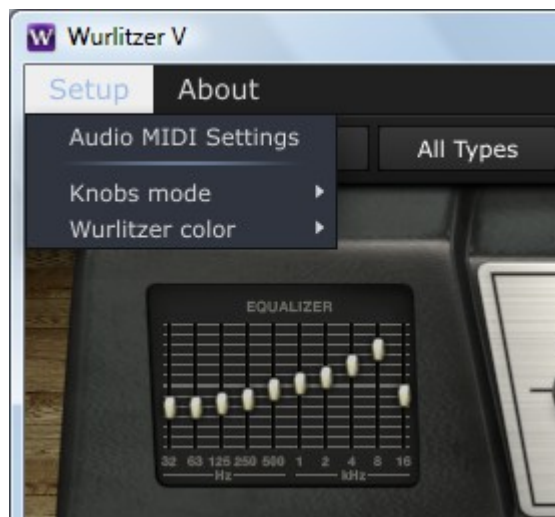 W Wurlitzer V
Setup About
Audio MIDI Settings
All Types
Knobs mode
Wurlitzer color
EQUALIZER
32 63 125 250 500 1 2 4 8 16
Hz kHz